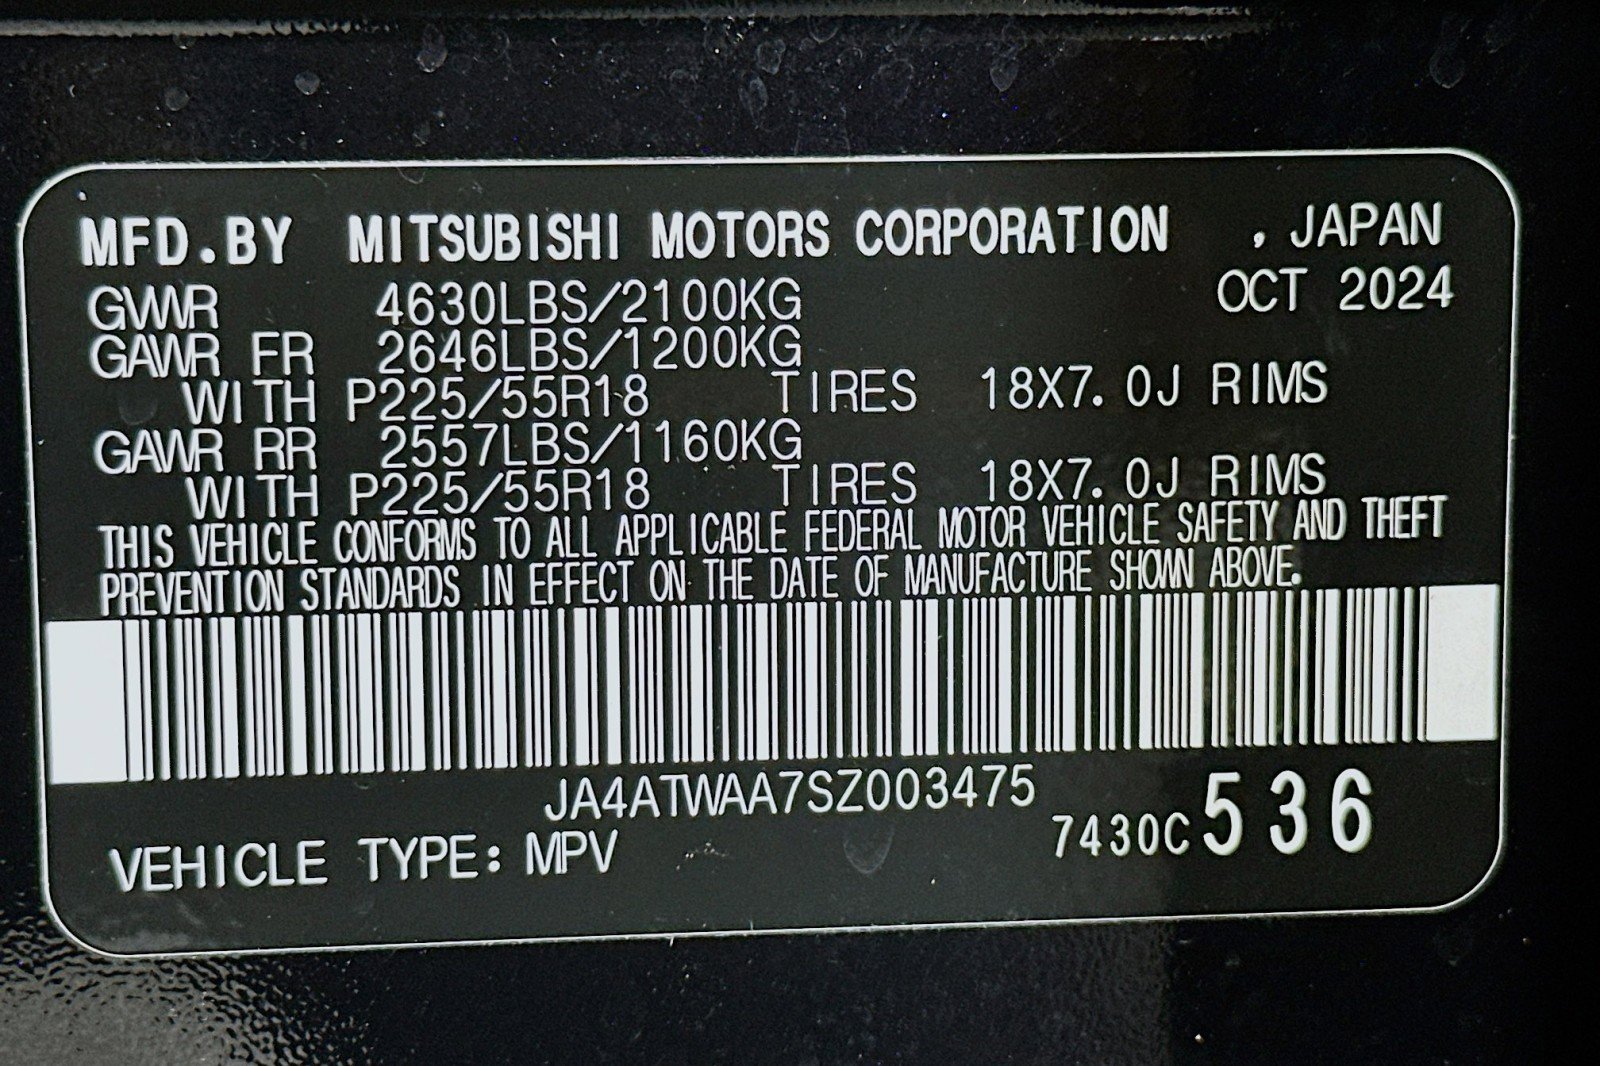 MFD.BY MITSUBISHI MOTORS CORPORATION , JAPAN
GVWR 4630LBS/2100KG OCT 2024
GAWR FR 2646LBS/1200KG
WITH P225/55R18 TIRES 18X7.0J RIMS
GAWR RR 2557LBS/1160KG
WITH P225/55R18 TIRES 18X7.0J RIMS
THIS VEHICLE CONFORMS TO ALL APPLICABLE FEDERAL MOTOR VEHICLE SAFETY AND THEFT
PREVENTION STANDARDS IN EFFECT ON THE DATE OF MANUFACTURE SHOWN ABOVE.
JA4ATWAA7SZ003475
7430C 536
VEHICLE TYPE: MPV